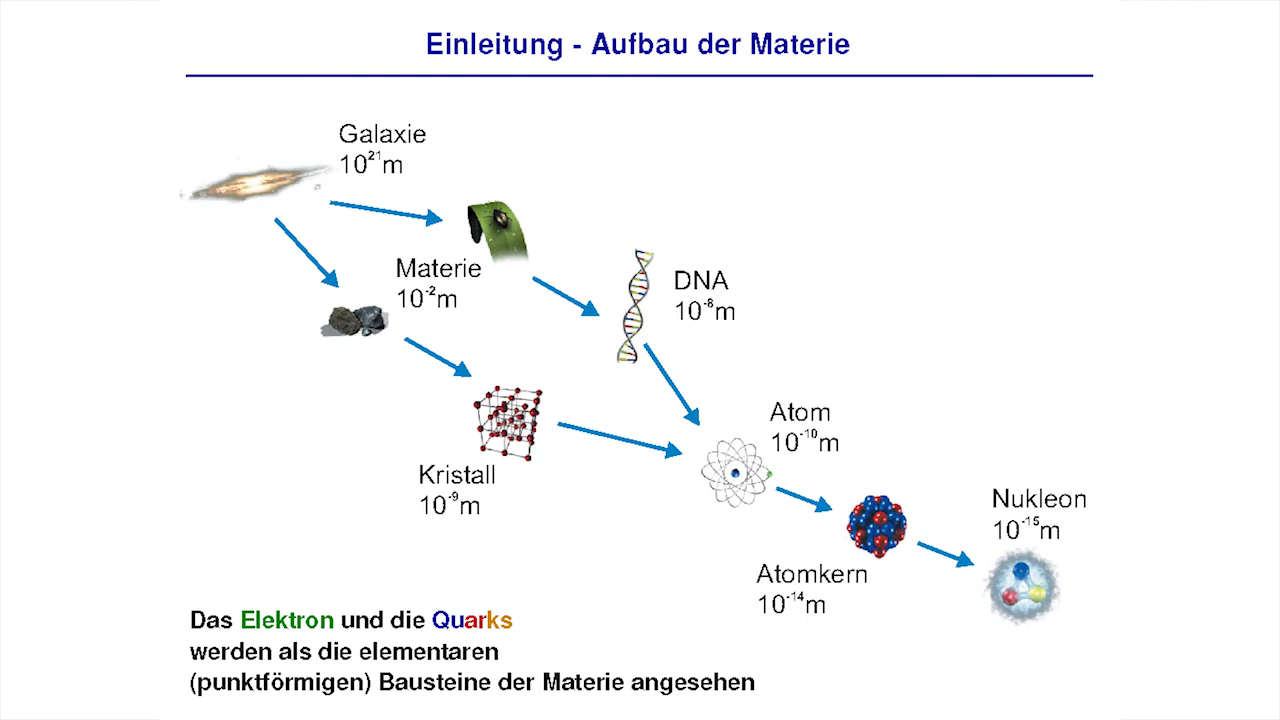 Einleitung - Aufbau der Materie
Galaxie
10²¹m
Materie
10⁻²m
DNA
10⁻⁸m
Kristall
10⁻⁹m
Atom
10⁻¹⁰m
Atomkern
10⁻¹⁴m
Nukleon
10⁻¹⁵m
Das Elektron und die Quarks
werden als die elementaren
(punktförmigen) Bausteine der Materie angesehen